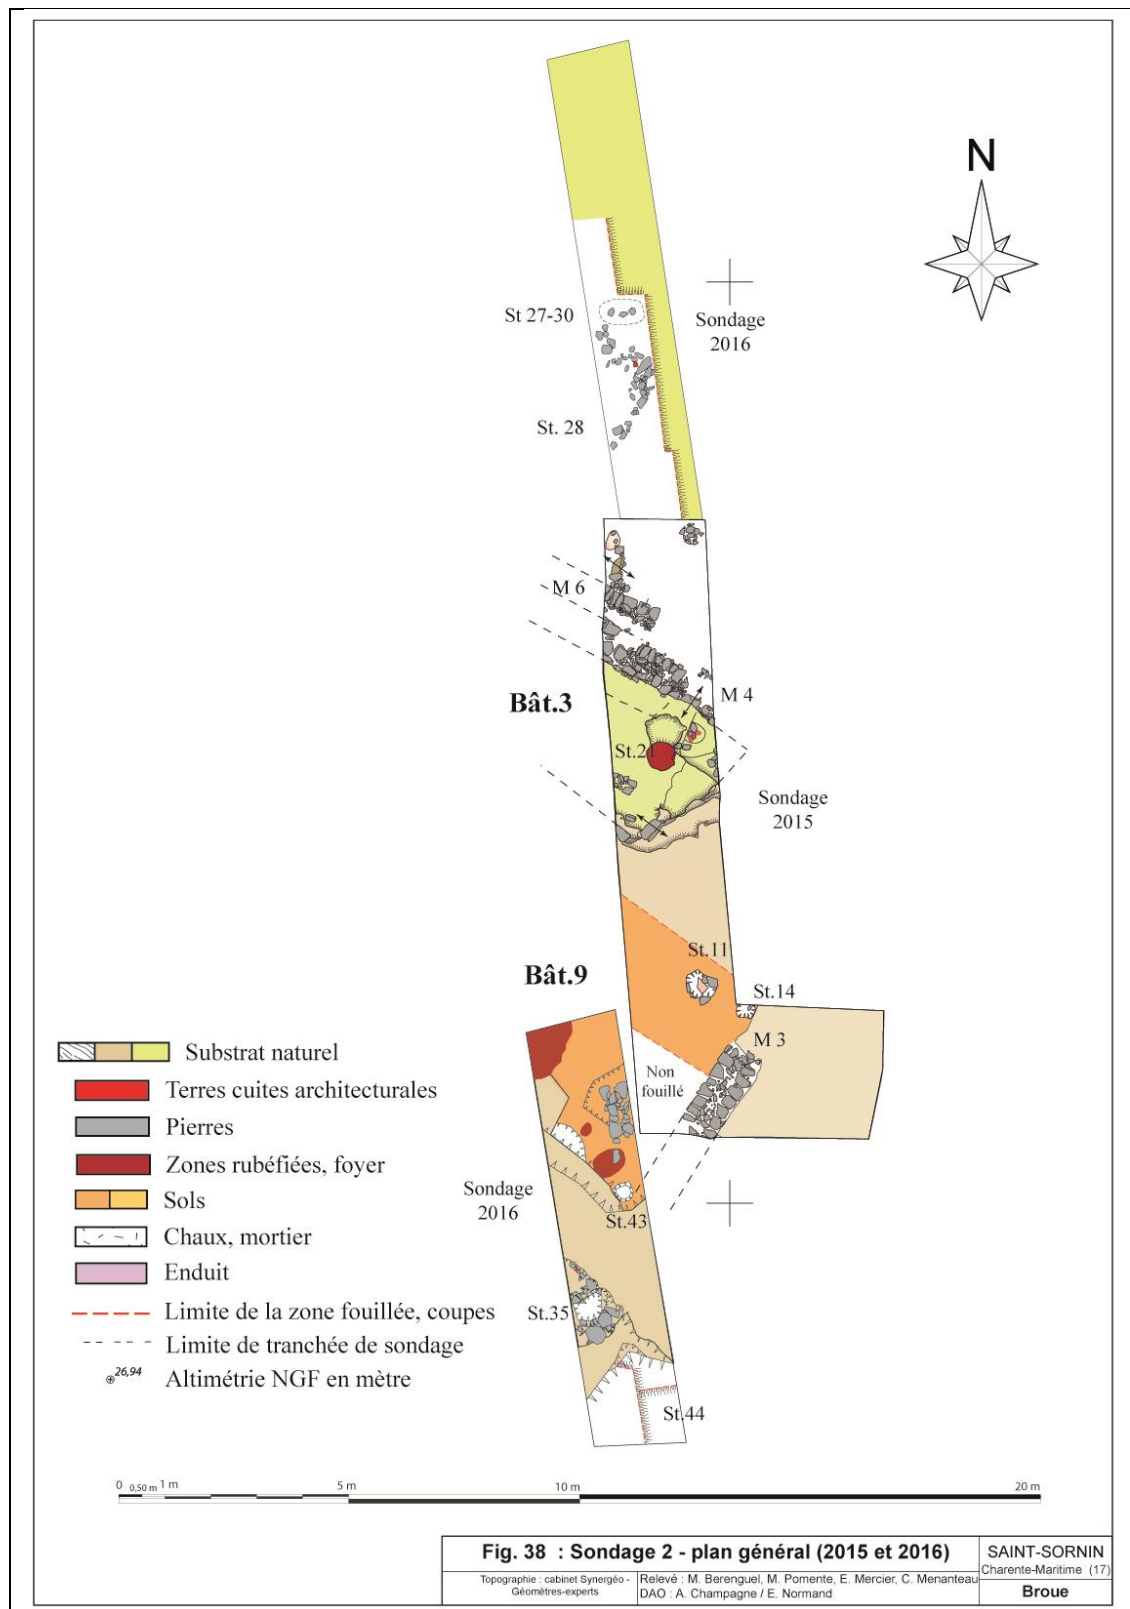 N
St 27-30
Sondage
2016
St. 28
M 6
Bât.3
M 4
St.21
Sondage
2015
St.11
Bât.9
St.14
M 3
Non
fouillé
Substrat naturel
Terres cuites architecturales
Pierres
Zones rubéfiées, foyer
Sols
Chaux, mortier
Enduit
Limite de la zone fouillée, coupes
Limite de tranchée de sondage
26,94
Altimétrie NGF en mètre
Sondage
2016
St.43
St.35
St.44
0 0,50 m 1 m 5 m 10 m 20 m
Fig. 38 : Sondage 2 - plan général (2015 et 2016)
Topographie : cabinet Synergéo -
Géomètres-experts
Relevé : M. Berenguel, M. Pomente, E. Mercier, C. Menanteau
DAO : A. Champagne / E. Normand
SAINT-SORNIN
Charente-Maritime (17)
Broue